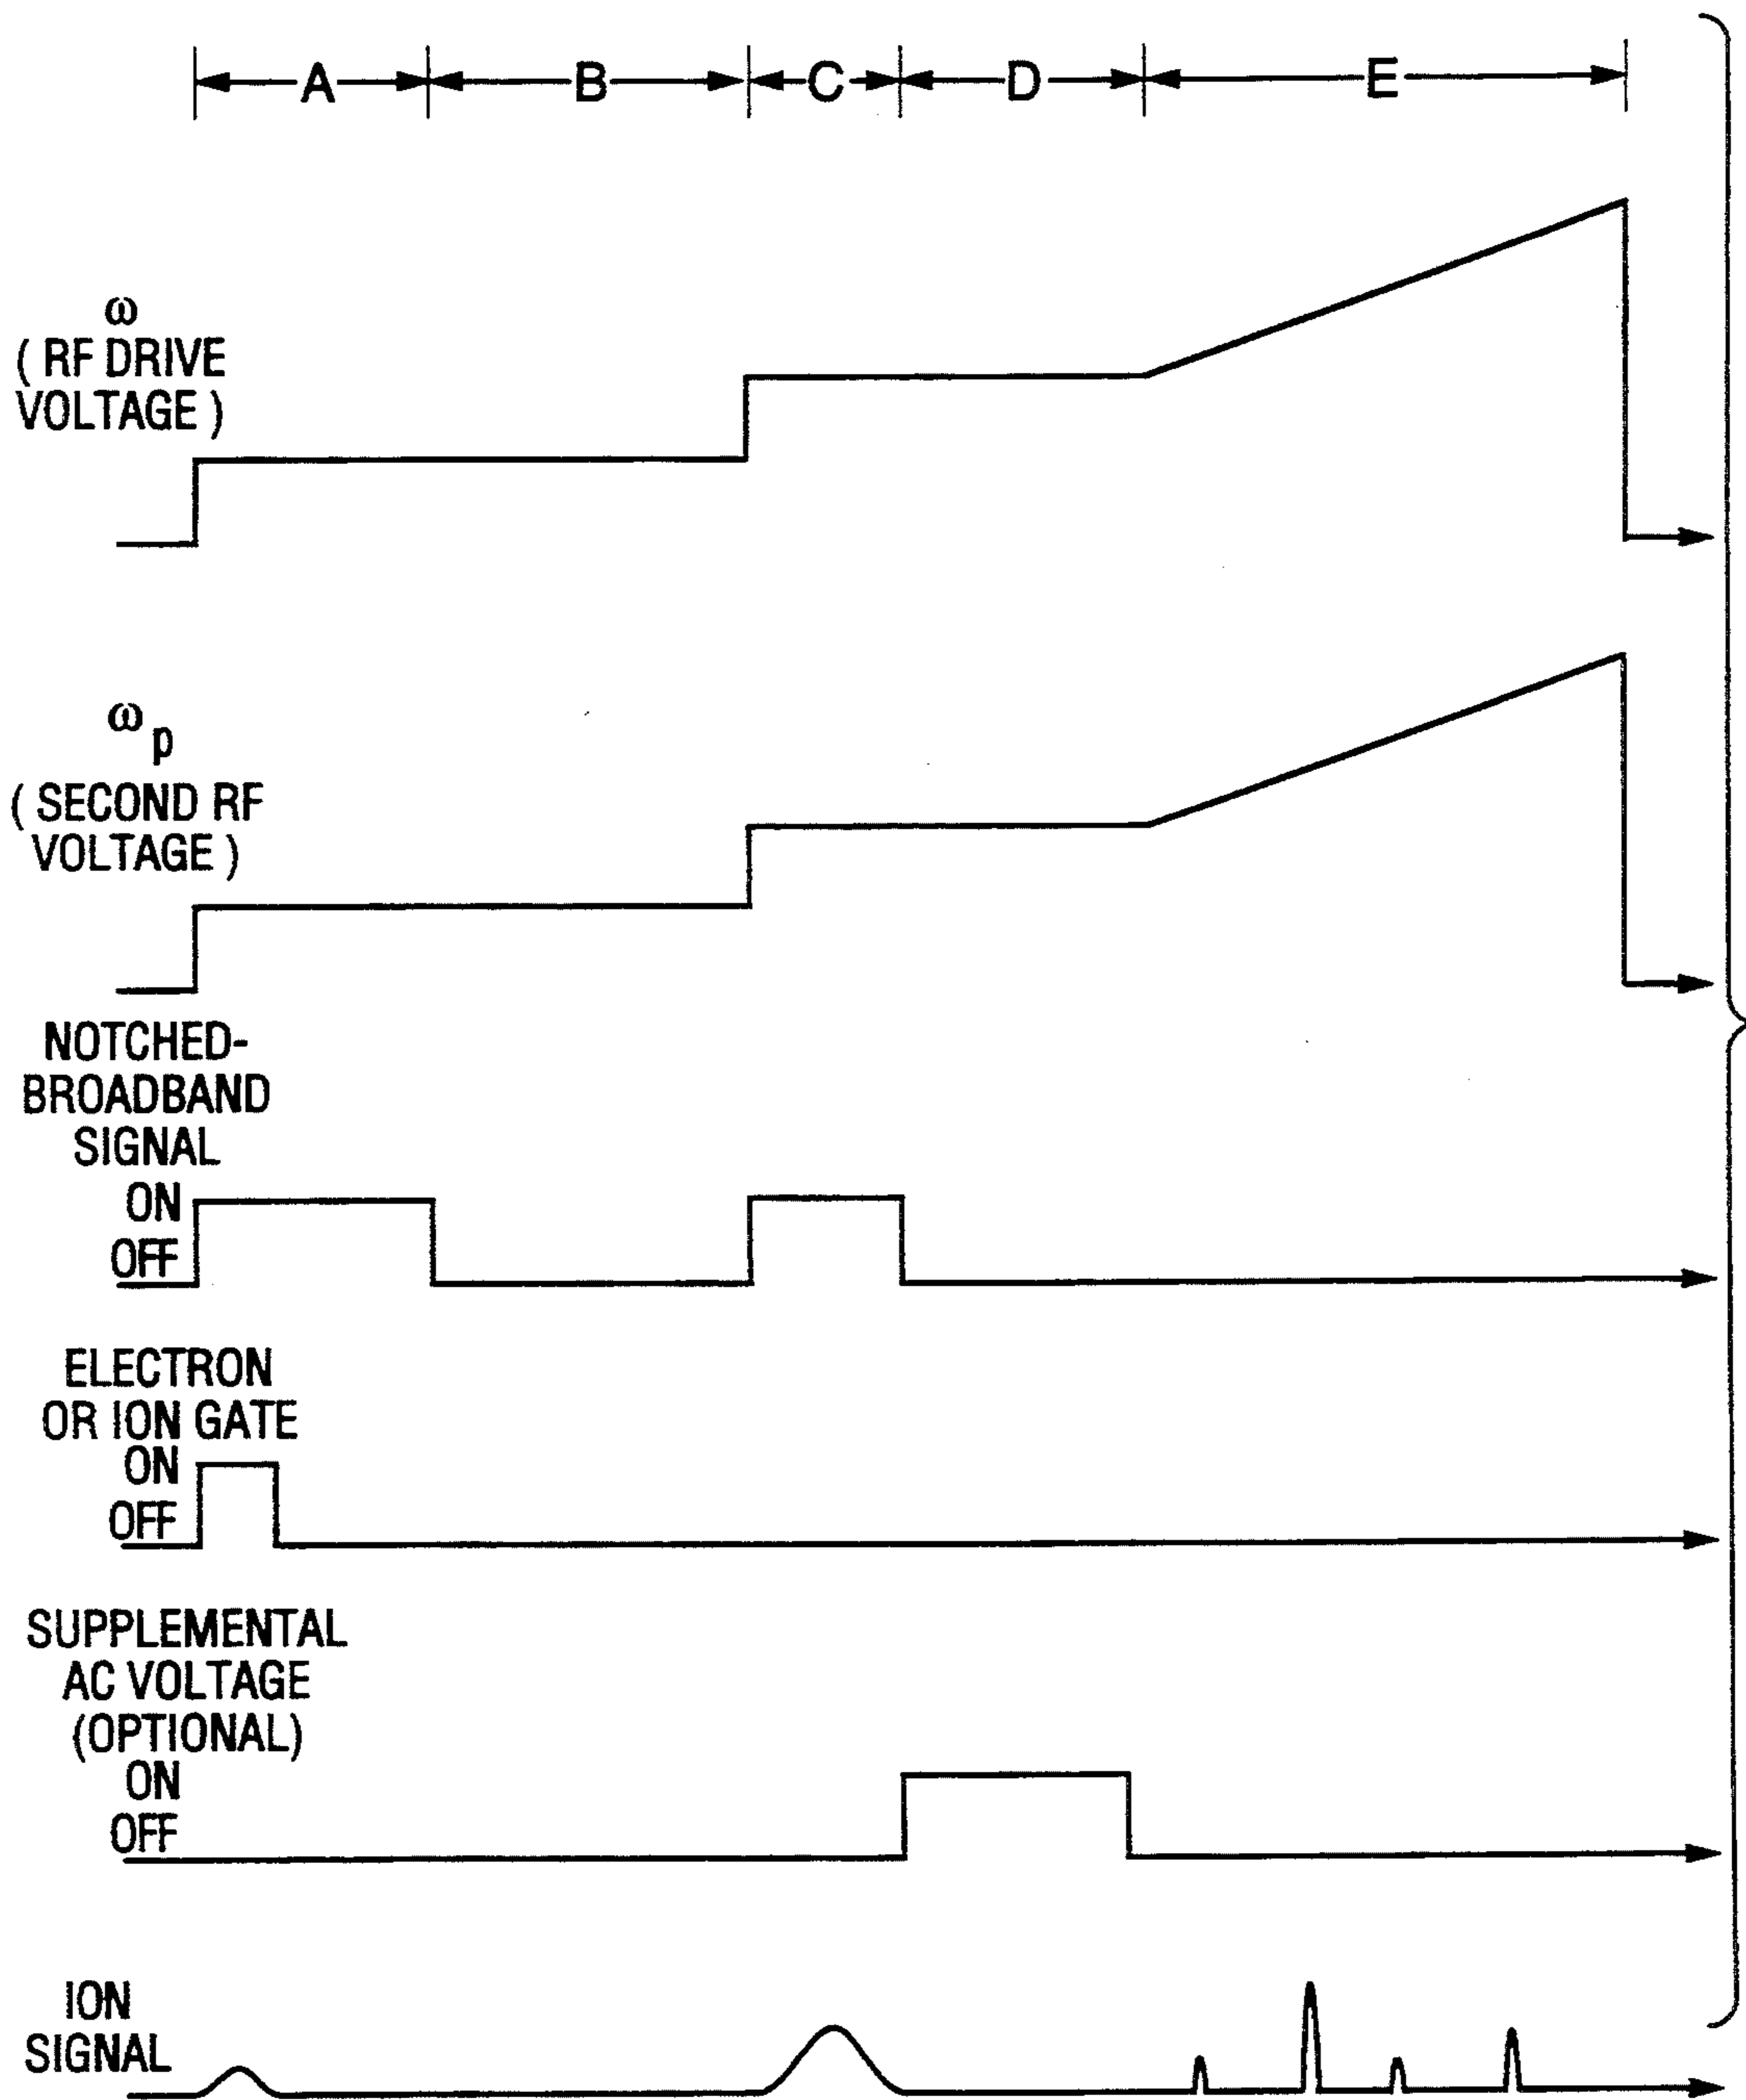 A B C D E
ω
( RF DRIVE
VOLTAGE )
ω p
( SECOND RF
VOLTAGE )
NOTCHED-
BROADBAND
SIGNAL
ON
OFF
ELECTRON
OR ION GATE
ON
OFF
SUPPLEMENTAL
AC VOLTAGE
(OPTIONAL)
ON
OFF
ION
SIGNAL